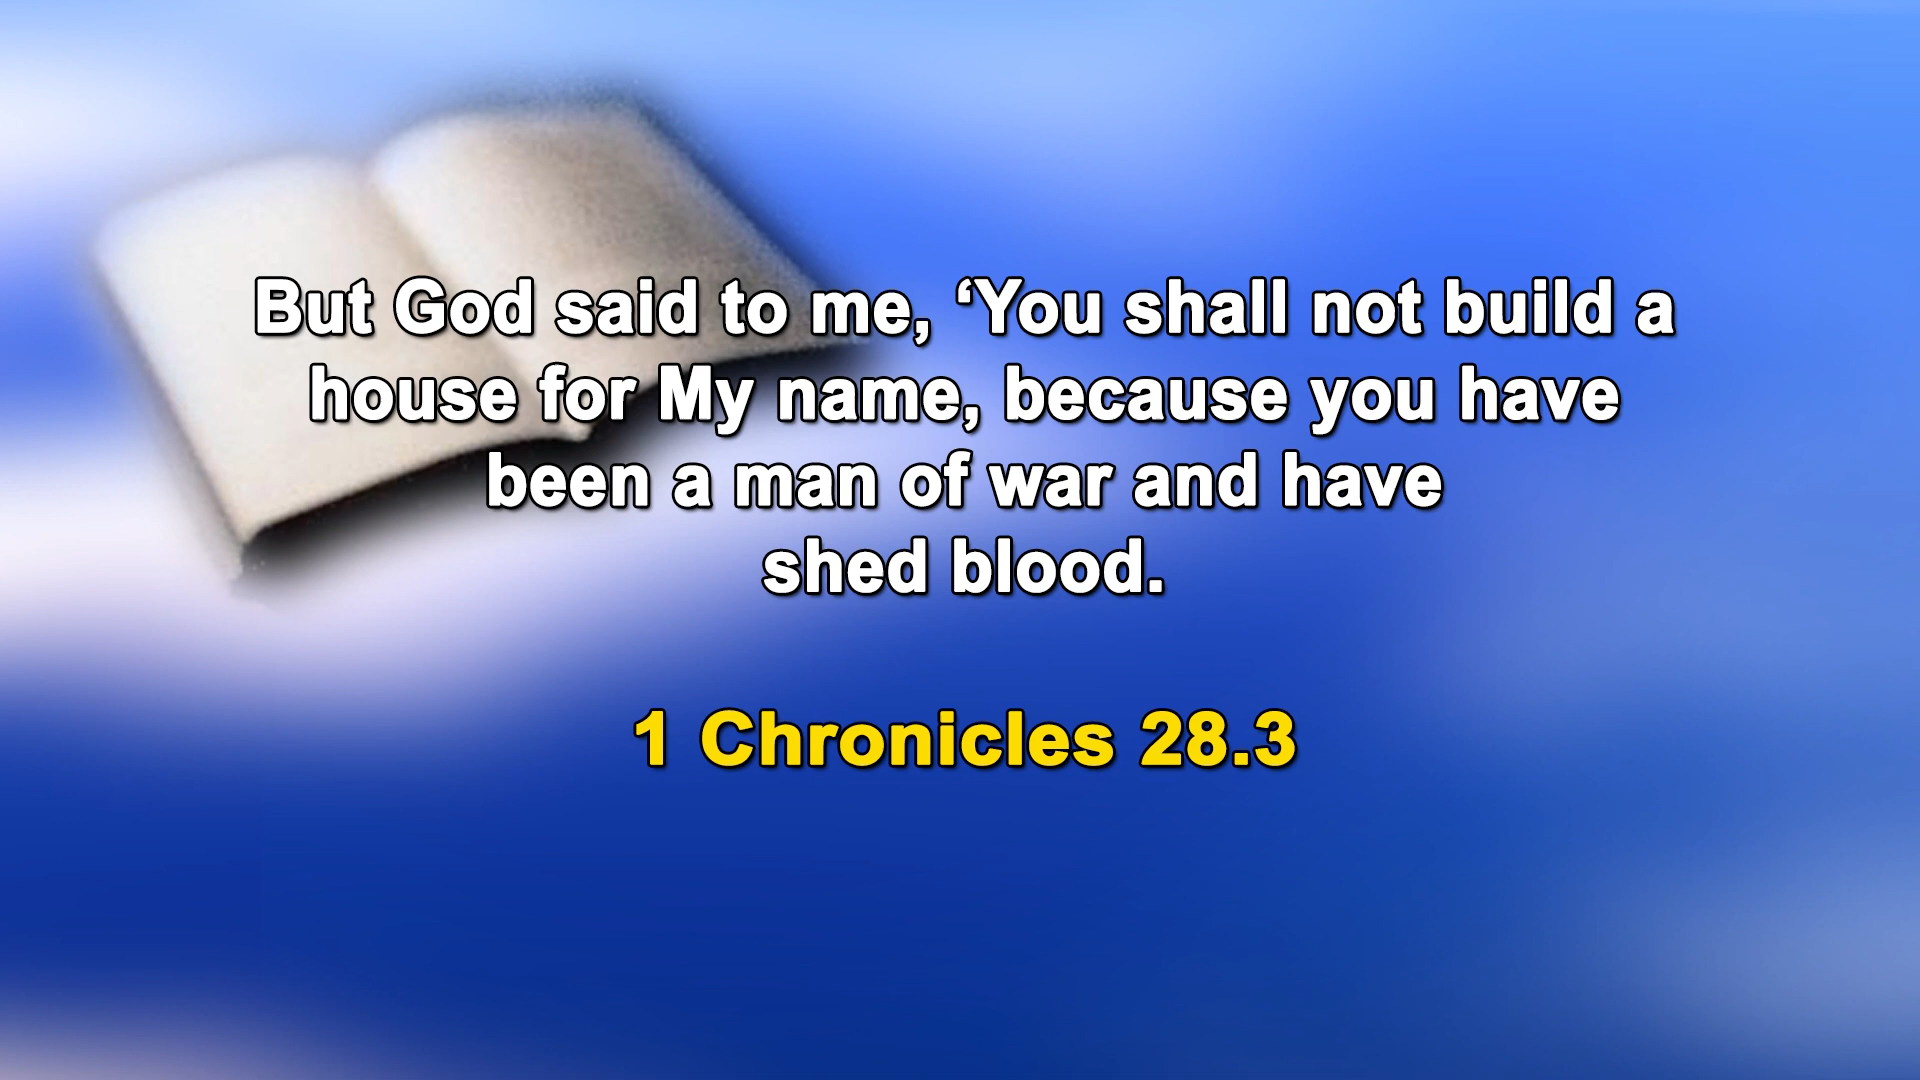 But God said to me, ‘You shall not build a
house for My name, because you have
been a man of war and have
shed blood.
1 Chronicles 28.3